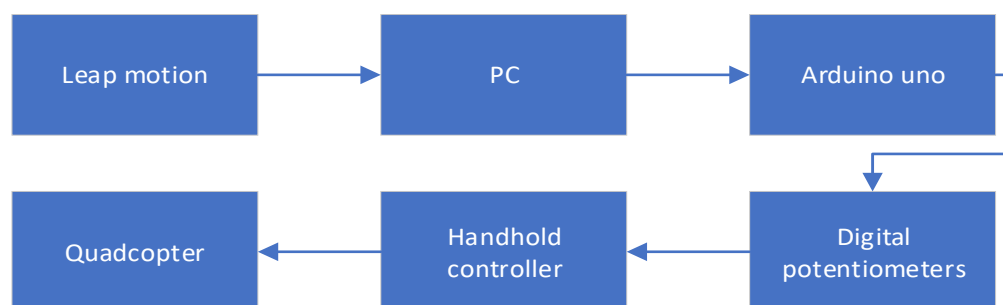 Leap motion
PC
Arduino uno
Quadcopter
Handhold
controller
Digital
potentiometers